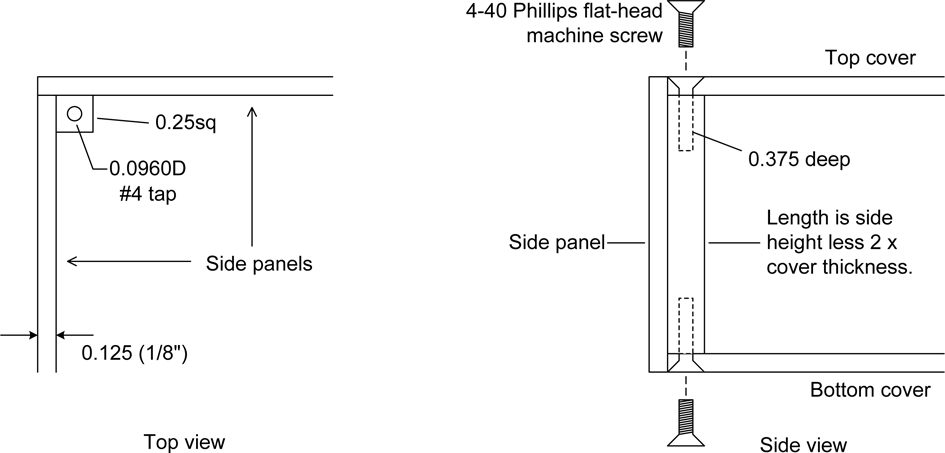 4-40 Phillips flat-head
machine screw
Top cover
0.25sq
0.0960D
#4 tap
0.375 deep
Side panels
Side panel
Length is side
height less 2 x
cover thickness.
0.125 (1/8")
Bottom cover
Top view
Side view